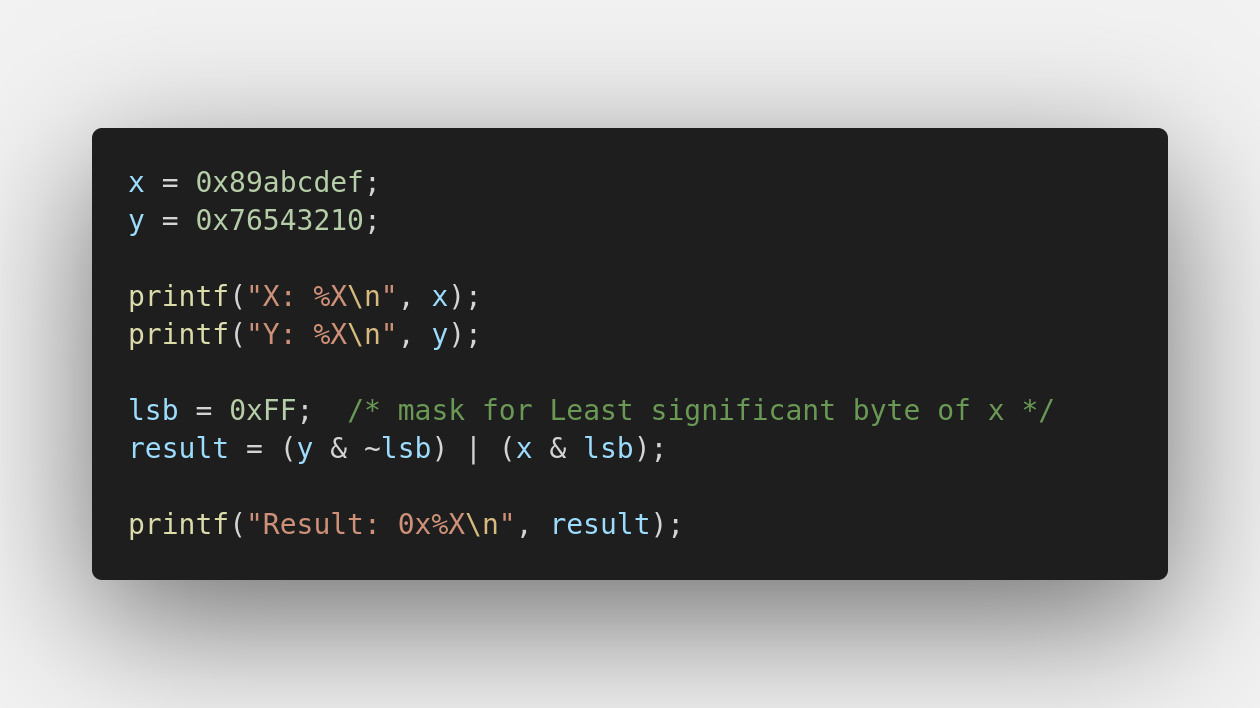 x = 0x89abcdef;
y = 0x76543210;
printf("X: %X\n", x);
printf("Y: %X\n", y);
lsb = 0xFF;  /* mask for Least significant byte of x */
result = (y & ~lsb) | (x & lsb);
printf("Result: 0x%X\n", result);